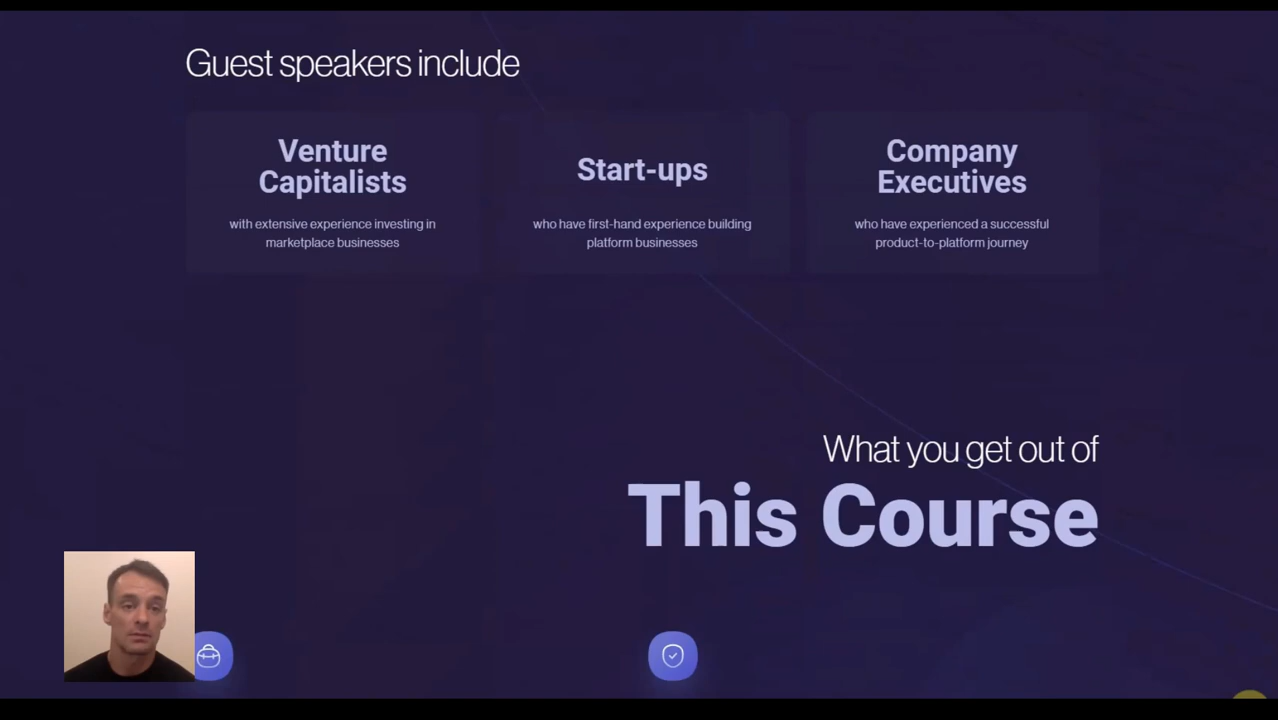 Guest speakers include
Venture
Capitalists
with extensive experience investing in
marketplace businesses
Start-ups
who have first-hand experience building
platform businesses
Company
Executives
who have experienced a successful
product-to-platform journey
What you get out of
This Course